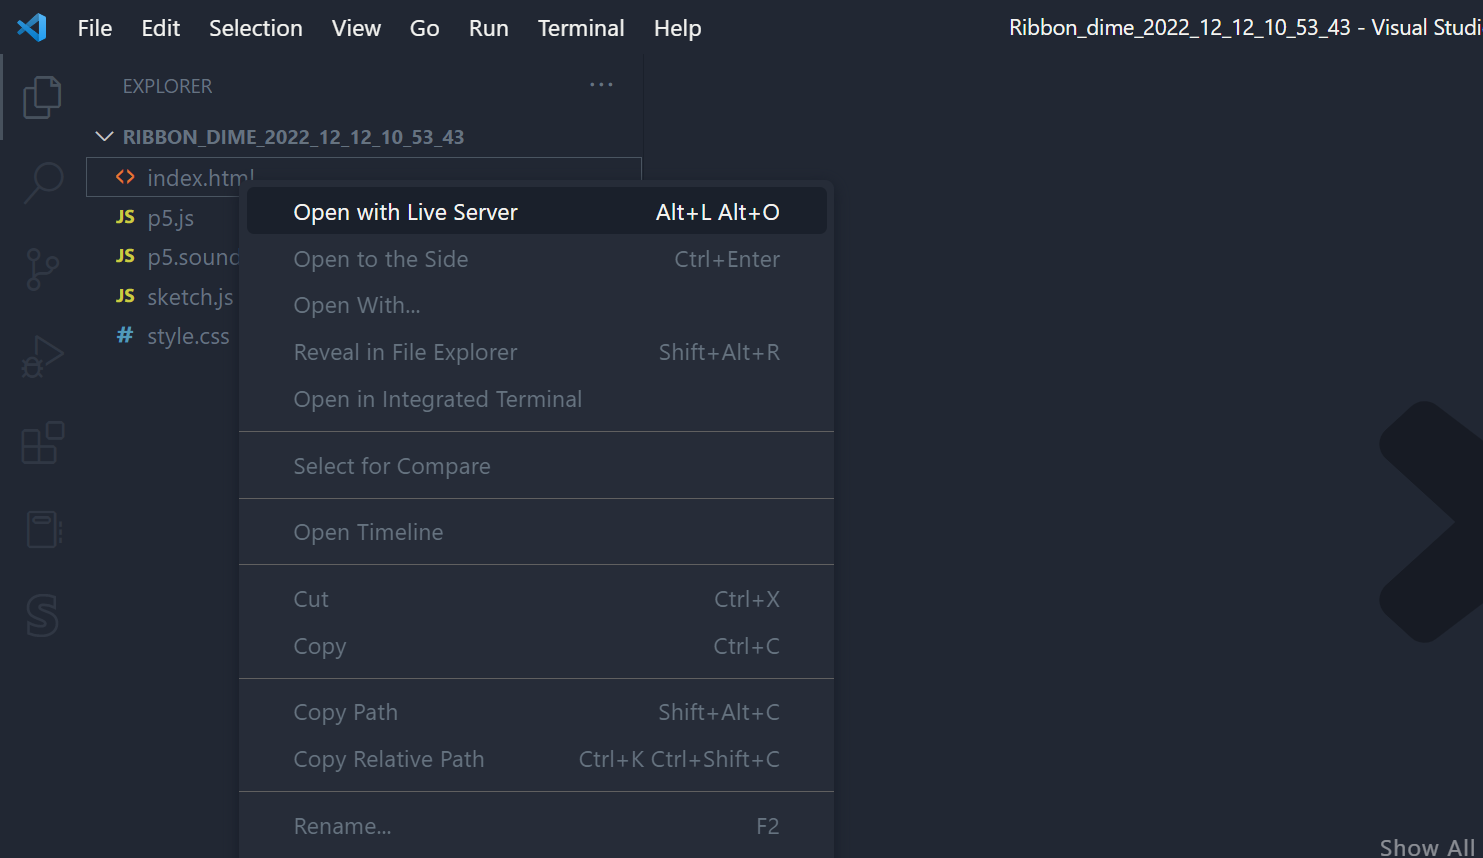 File Edit Selection View Go Run Terminal Help Ribbon_dime_2022_12_12_10_53_43 - Visual Studi
EXPLORER ...
RIBBON_DIME_2022_12_12_10_53_43
<> index.html
JS p5.js
JS p5.sound
JS sketch.js
# style.css
Open with Live Server Alt+L Alt+O
Open to the Side Ctrl+Enter
Open With...
Reveal in File Explorer Shift+Alt+R
Open in Integrated Terminal
Select for Compare
Open Timeline
Cut Ctrl+X
Copy Ctrl+C
Copy Path Shift+Alt+C
Copy Relative Path Ctrl+K Ctrl+Shift+C
Rename... F2
Show All